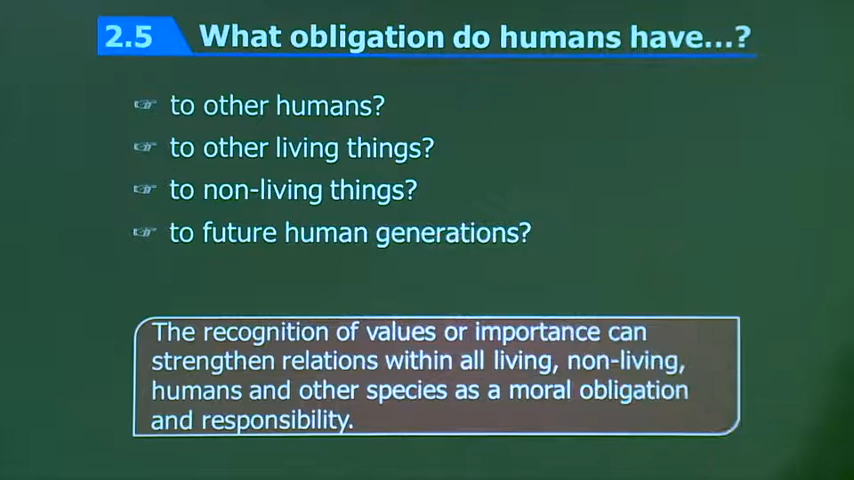 2.5 What obligation do humans have...?
to other humans?
to other living things?
to non-living things?
to future human generations?
The recognition of values or importance can
strengthen relations within all living, non-living,
humans and other species as a moral obligation
and responsibility.